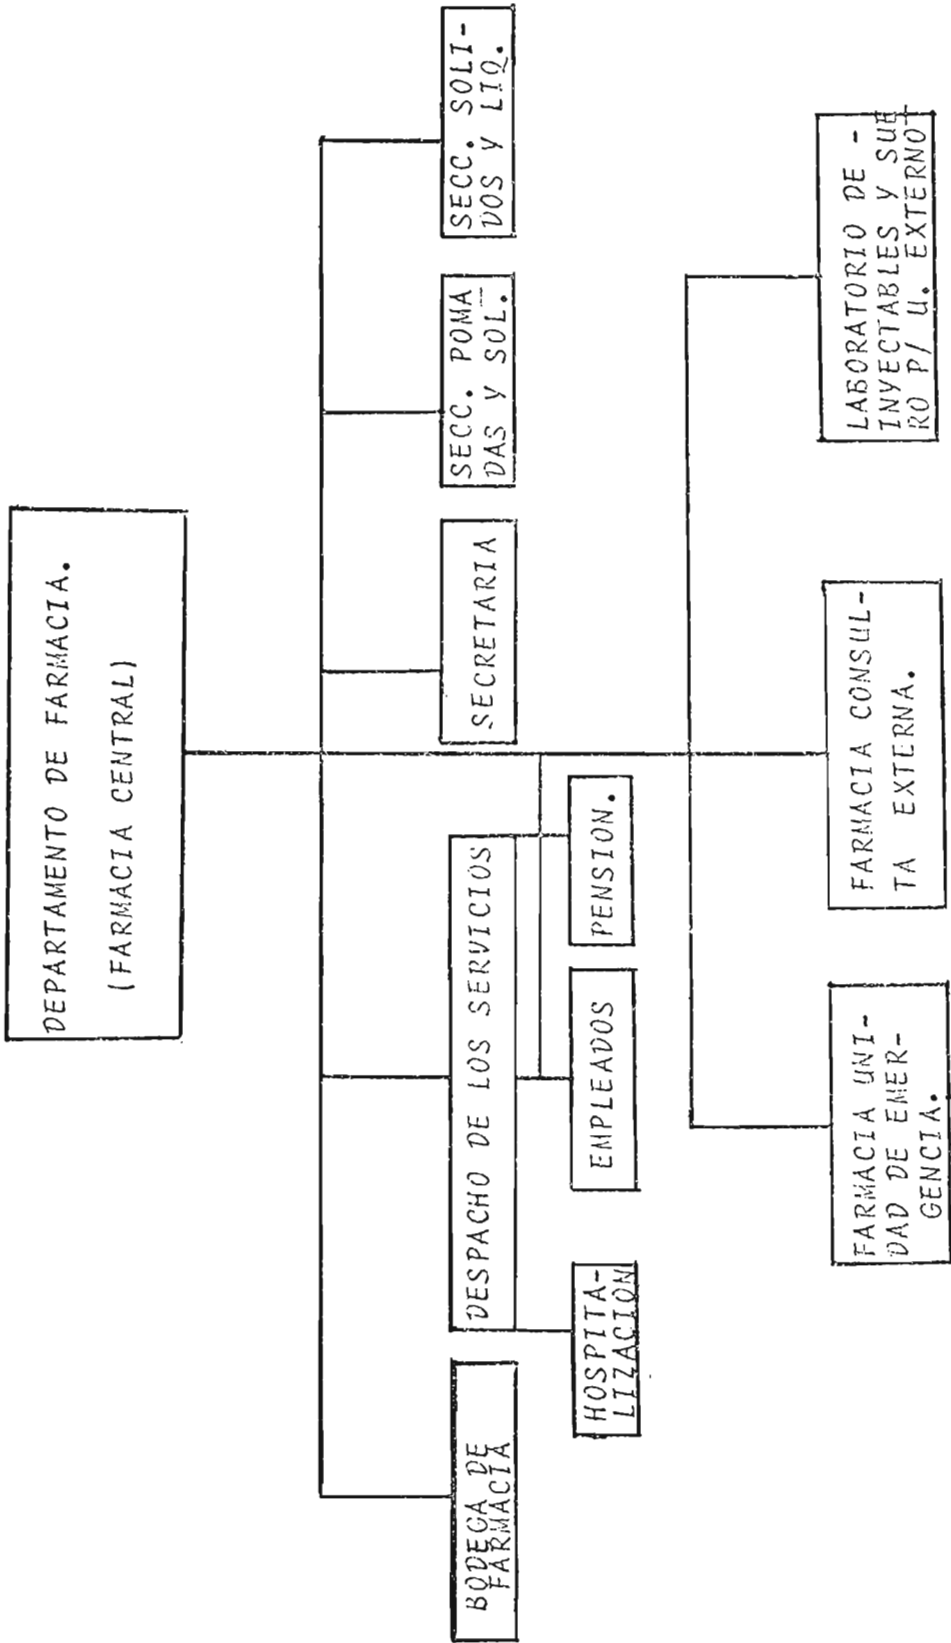 DEPARTAMENTO DE FARMACIA.
(FARMACIA CENTRAL)
BODEGA DE
FARMACIA
DESPACHO DE LOS SERVICIOS
SECRETARIA
SECC. POMA
DAS Y SOL.
SECC. SOLI-
DOS Y LIQ.
HOSPITA-
LIZACIÓN
EMPLEADOS
PENSION.
FARMACIA UNI-
DAD DE EMER-
GENCIA.
FARMACIA CONSUL-
TA EXTERNA.
LABORATORIO DE -
INYECTABLES Y SUE
RO P/ U. EXTERNO